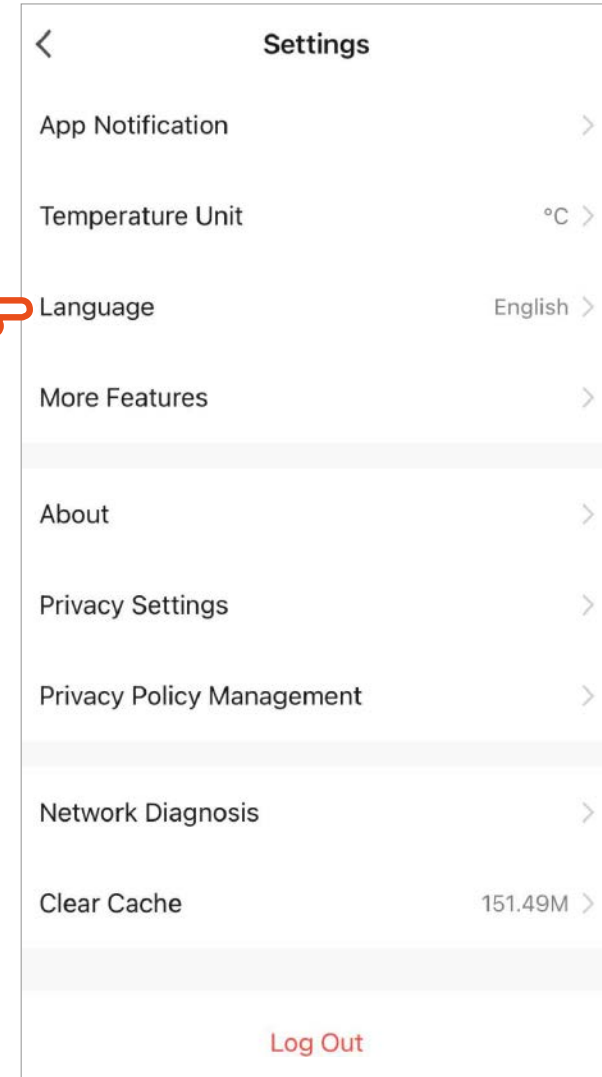 Settings
App Notification
Temperature Unit °C
Language English
More Features
About
Privacy Settings
Privacy Policy Management
Network Diagnosis
Clear Cache 151.49M
Log Out